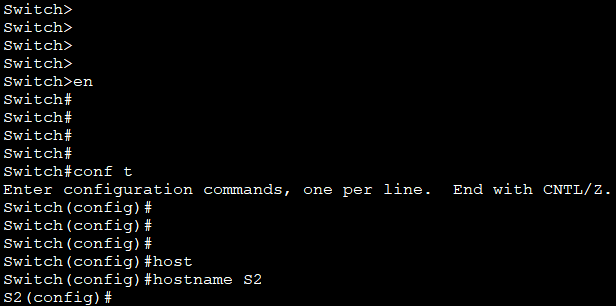 Switch>
Switch>
Switch>
Switch>
Switch>en
Switch#
Switch#
Switch#
Switch#
Switch#conf t
Enter configuration commands, one per line.  End with CNTL/Z.
Switch(config)#
Switch(config)#
Switch(config)#
Switch(config)#host
Switch(config)#hostname S2
S2(config)#